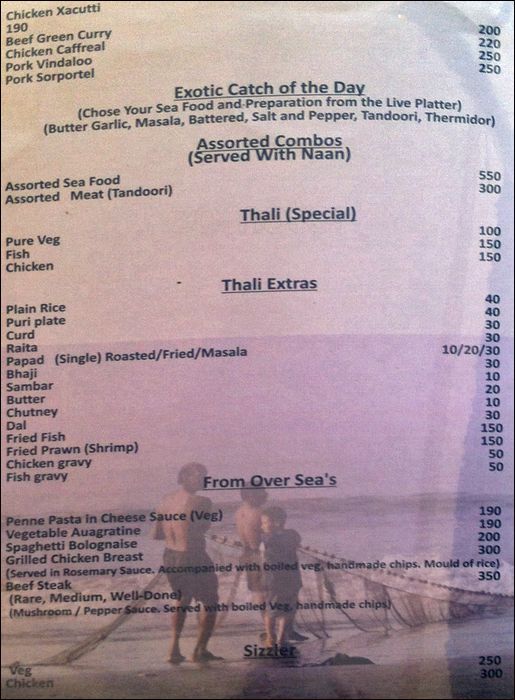 Chicken Xacutti
190
Beef Green Curry 200
Chicken Caffreal 220
Pork Vindaloo 250
Pork Sorportel 250
Exotic Catch of the Day
(Chose Your Sea Food and Preparation from the Live Platter)
(Butter Garlic, Masala, Battered, Salt and Pepper, Tandoori, Thermidor)
Assorted Combos
(Served With Naan)
Assorted Sea Food 550
Assorted Meat (Tandoori) 300
Thali (Special)
Pure Veg 100
Fish 150
Chicken 150
Thali Extras
Plain Rice 40
Puri plate 40
Curd 30
Raita 30
Papad (Single) Roasted/Fried/Masala 10/20/30
Bhaji 30
Sambar 10
Butter 20
Chutney 10
Dal 30
Fried Fish 150
Fried Prawn (Shrimp) 150
Chicken gravy 50
Fish gravy 50
From Over Sea's
Penne Pasta in Cheese Sauce (Veg) 190
Vegetable Auagratine 190
Spaghetti Bolognaise 200
Grilled Chicken Breast 300
(Served in Rosemary Sauce. Accompanied with boiled veg, handmade chips. Mould of rice)
Beef Steak 350
(Rare, Medium, Well-Done)
(Mushroom / Pepper Sauce. Served with boiled Veg, handmade chips)
Sizzler
Veg 250
Chicken 300